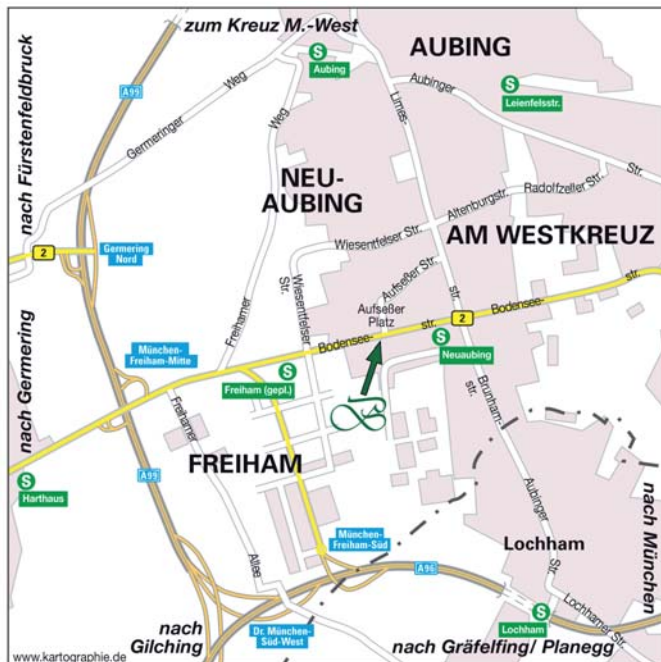 zum Kreuz M.-West
AUBING
S
Aubing
S
Leienfelsstr.
A99
nach Fürstenfeldbruck
Germeringer Weg
Weg
Limes-
Aubinger
Str.
NEU-
AUBING
Altenburgstr.
Radolfzeller Str.
Wiesentfelser Str.
AM WESTKREUZ
2
Germering
Nord
Wiesentfelser
Str.
Aufseßer Str.
Aufseßer
Platz
str.
Bodensee-
str.
Freihamer
Bodensee-
str.
2
S
Neuaubing
München-
Freiham-Mitte
S
Freiham (gepl.)
nach Germering
Freihamer
Brunham-
str.
FREIHAM
S
Harthaus
A99
Aubinger
Str.
nach München
München-
Freiham-Süd
Lochham
Allee
A96
Dr. München-
Süd-West
S
Lochham
Lochhamer Str.
nach
Gilching
nach Gräfelfing/ Planegg
www.kartographie.de